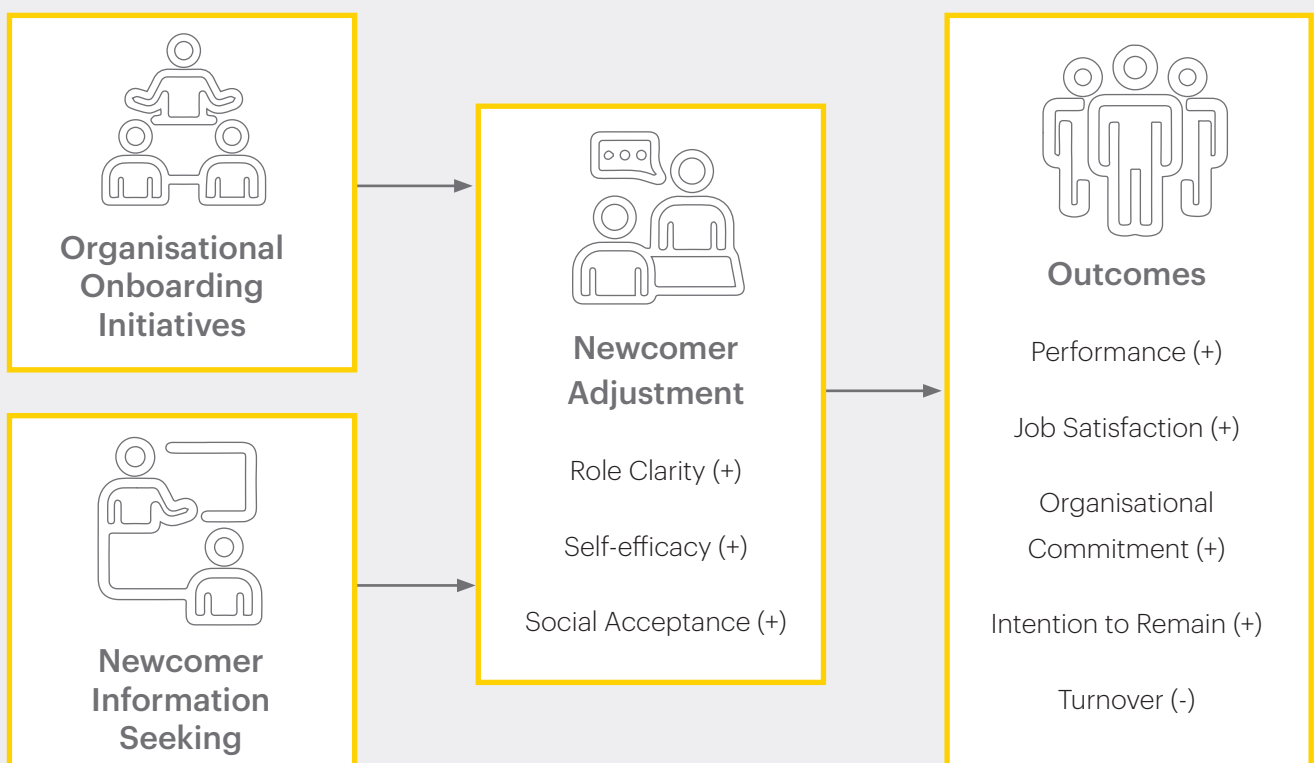 Organisational
Onboarding
Initiatives
Newcomer
Information
Seeking
Newcomer
Adjustment
Role Clarity (+)
Self-efficacy (+)
Social Acceptance (+)
Outcomes
Performance (+)
Job Satisfaction (+)
Organisational
Commitment (+)
Intention to Remain (+)
Turnover (-)